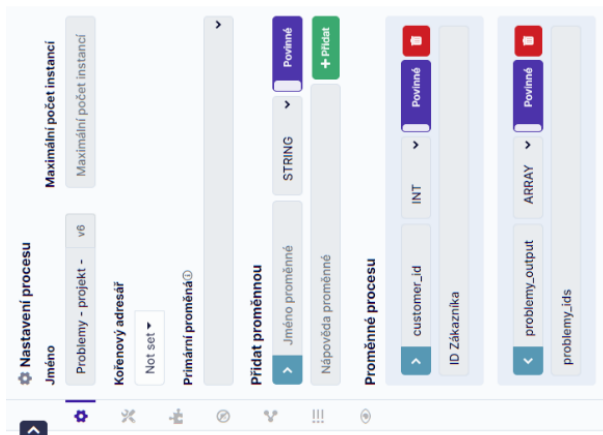 Nastavení procesu
Jméno Maximální počet instancí
Problemy - projekt - v6 Maximální počet instancí
Kořenový adresář
Not set
Primární proměná
Přidat proměnnou
Jméno proměnné STRING Povinné
Nápověda proměnné + Přidat
Proměnné procesu
customer_id INT Povinné
ID Zákazníka
problemy_output ARRAY Povinné
problemy_ids